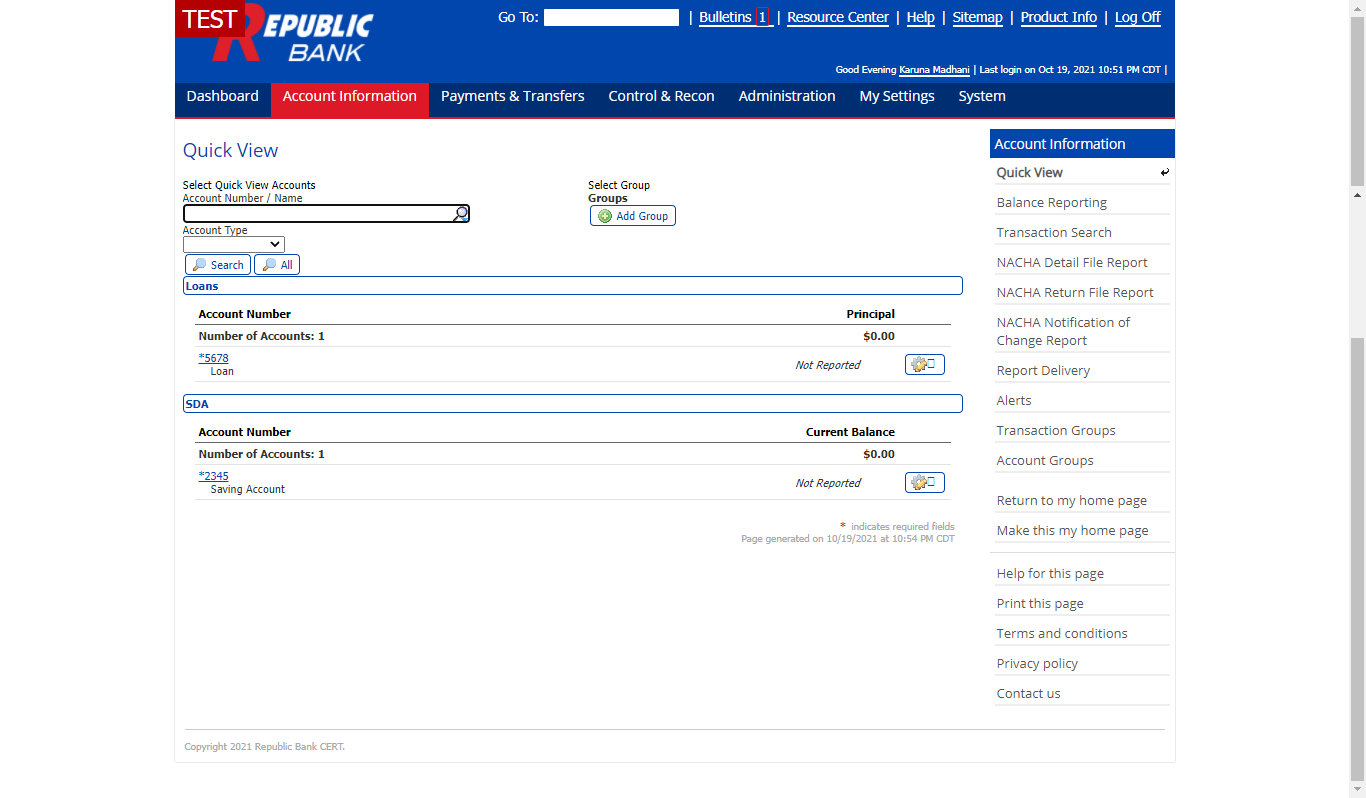 TEST
REPUBLIC
BANK
Go To: | Bulletins 1 | Resource Center | Help | Sitemap | Product Info | Log Off
Good Evening Karuna Madhani | Last login on Oct 19, 2021 10:51 PM CDT |
Dashboard Account Information Payments & Transfers Control & Recon Administration My Settings System
Quick View
Select Quick View Accounts
Account Number / Name
Account Type
Search All
Select Group
Groups
Add Group
Loans
Account Number Principal
Number of Accounts: 1 $0.00
*5678 Not Reported
Loan
SDA
Account Number Current Balance
Number of Accounts: 1 $0.00
*2345 Not Reported
Saving Account
* indicates required fields
Page generated on 10/19/2021 at 10:54 PM CDT
Account Information
Quick View
Balance Reporting
Transaction Search
NACHA Detail File Report
NACHA Return File Report
NACHA Notification of
Change Report
Report Delivery
Alerts
Transaction Groups
Account Groups
Return to my home page
Make this my home page
Help for this page
Print this page
Terms and conditions
Privacy policy
Contact us
Copyright 2021 Republic Bank CERT.